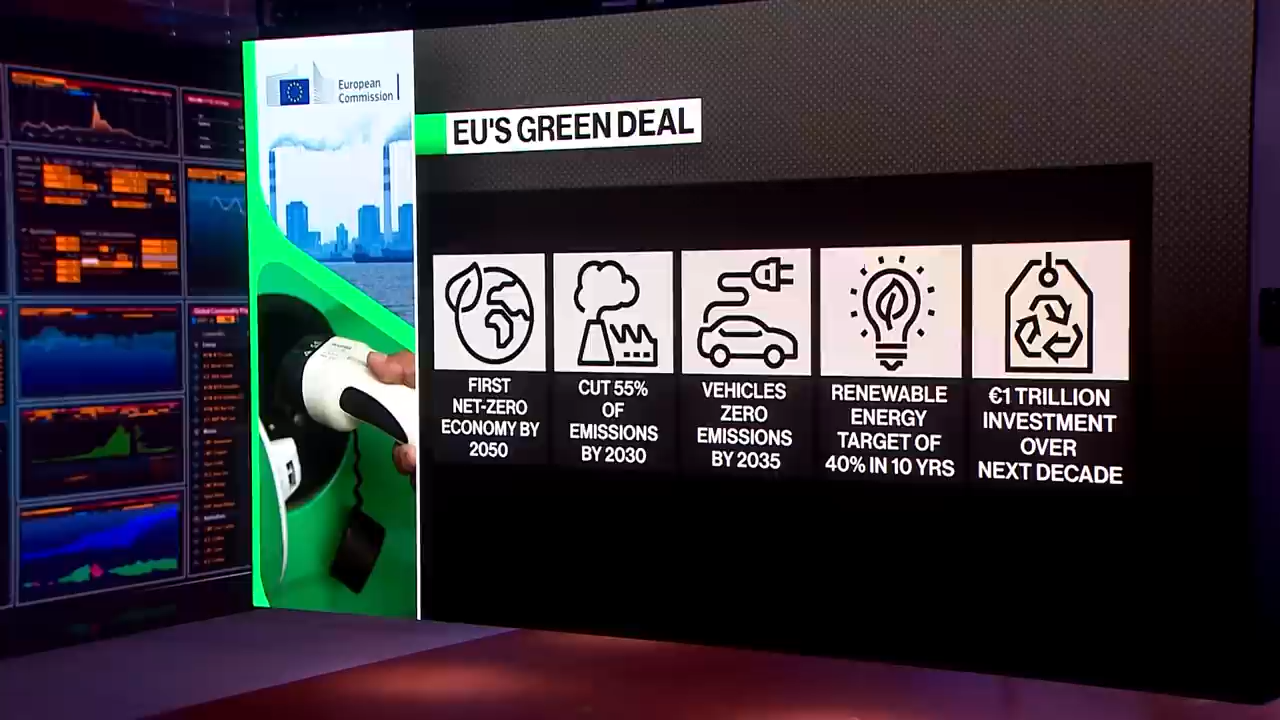 European
Commission
EU'S GREEN DEAL
FIRST
NET-ZERO
ECONOMY BY
2050
CUT 55%
OF
EMISSIONS
BY 2030
VEHICLES
ZERO
EMISSIONS
BY 2035
RENEWABLE
ENERGY
TARGET OF
40% IN 10 YRS
€1 TRILLION
INVESTMENT
OVER
NEXT DECADE